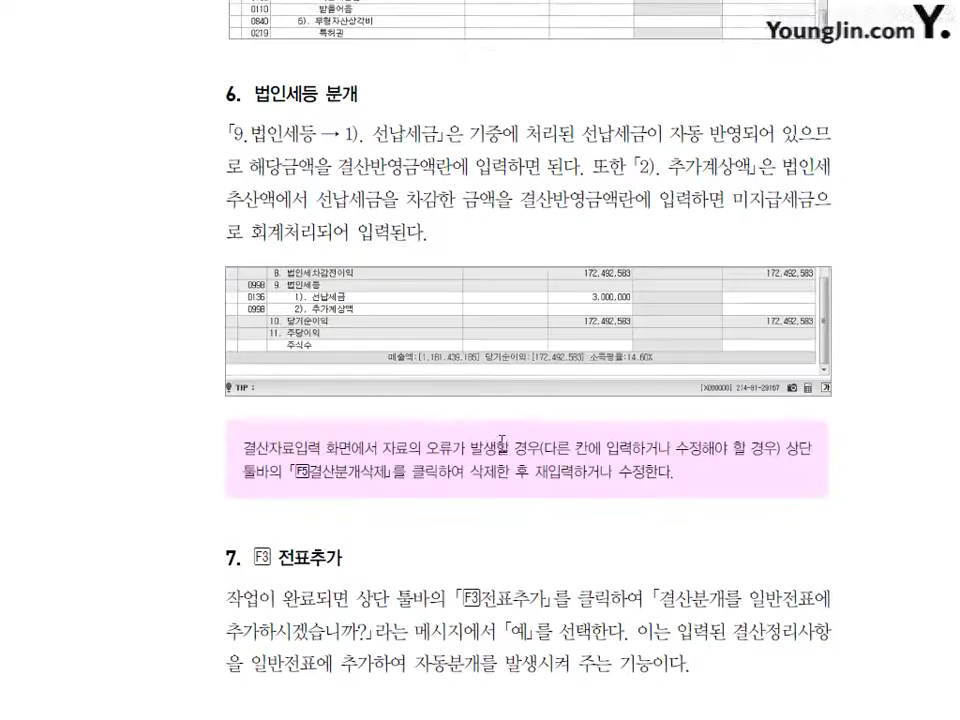 0110 받을어음
0840 5). 무형자산상각비
0219 특허권
YoungJin.com Y.
6. 법인세등 분개
「9.법인세등 → 1). 선납세금」은 기중에 처리된 선납세금이 자동 반영되어 있으므
로 해당금액을 결산반영금액란에 입력하면 된다. 또한 「2). 추가계상액」은 법인세
추산액에서 선납세금을 차감한 금액을 결산반영금액란에 입력하면 미지급세금으
로 회계처리되어 입력된다.
8. 법인세차감전이익 172,492,583 172,492,583
0998 9. 법인세등
0136 1). 선납세금 3,000,000
0998 2). 추가계상액
10. 당기순이익 172,492,583 172,492,583
11. 주당이익
주식수
매출액:[1,181,439,185] 당기순이익:[172,492,583] 소득평률:14.60%
TIP : 214-81-29167
결산자료입력 화면에서 자료의 오류가 발생할 경우(다른 칸에 입력하거나 수정해야 할 경우) 상단
툴바의 「F5결산분개삭제」를 클릭하여 삭제한 후 재입력하거나 수정한다.
7. F3 전표추가
작업이 완료되면 상단 툴바의 「F3전표추가」를 클릭하여 「결산분개를 일반전표에
추가하시겠습니까?」라는 메시지에서 「예」를 선택한다. 이는 입력된 결산정리사항
을 일반전표에 추가하여 자동분개를 발생시켜 주는 기능이다.